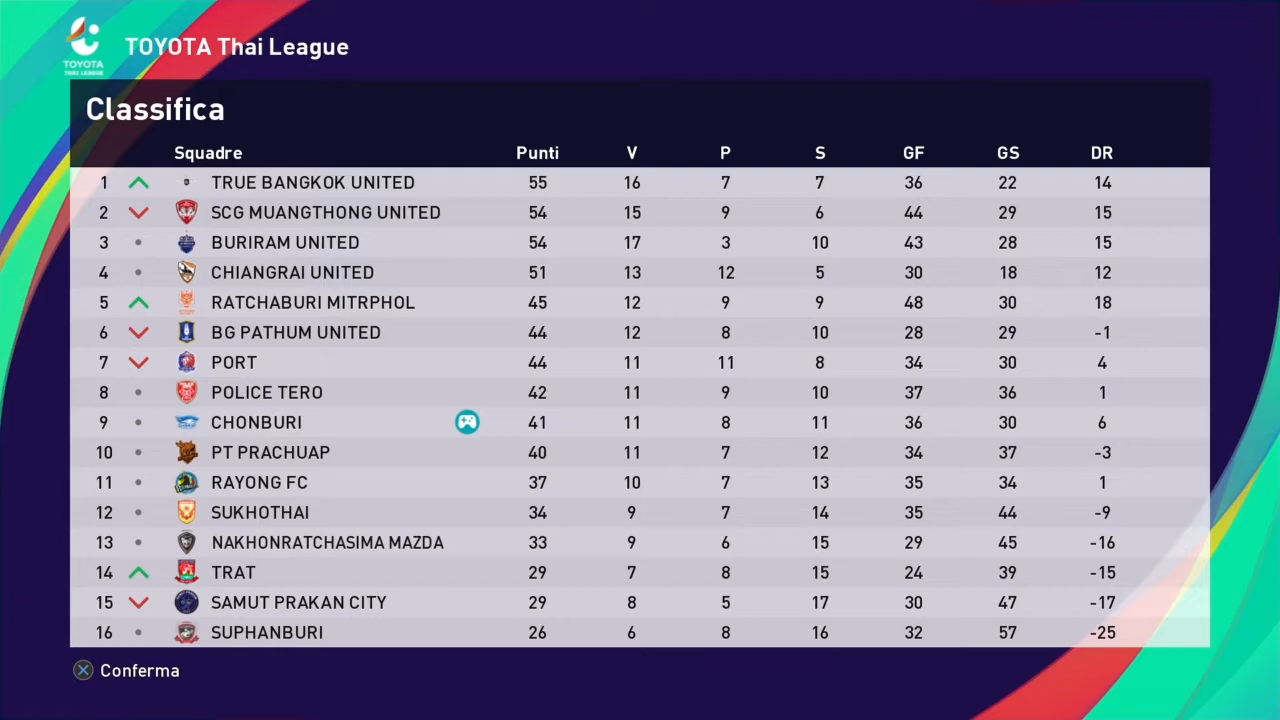 TOYOTA Thai League
TOYOTA
THAI LEAGUE
Classifica
Squadre Punti V P S GF GS DR
1 TRUE BANGKOK UNITED 55 16 7 7 36 22 14
2 SCG MUANGTHONG UNITED 54 15 9 6 44 29 15
3 BURIRAM UNITED 54 17 3 10 43 28 15
4 CHIANGRAI UNITED 51 13 12 5 30 18 12
5 RATCHABURI MITRPHOL 45 12 9 9 48 30 18
6 BG PATHUM UNITED 44 12 8 10 28 29 -1
7 PORT 44 11 11 8 34 30 4
8 POLICE TERO 42 11 9 10 37 36 1
9 CHONBURI 41 11 8 11 36 30 6
10 PT PRACHUAP 40 11 7 12 34 37 -3
11 RAYONG FC 37 10 7 13 35 34 1
12 SUKHOTHAI 34 9 7 14 35 44 -9
13 NAKHONRATCHASIMA MAZDA 33 9 6 15 29 45 -16
14 TRAT 29 7 8 15 24 39 -15
15 SAMUT PRAKAN CITY 29 8 5 17 30 47 -17
16 SUPHANBURI 26 6 8 16 32 57 -25
Conferma